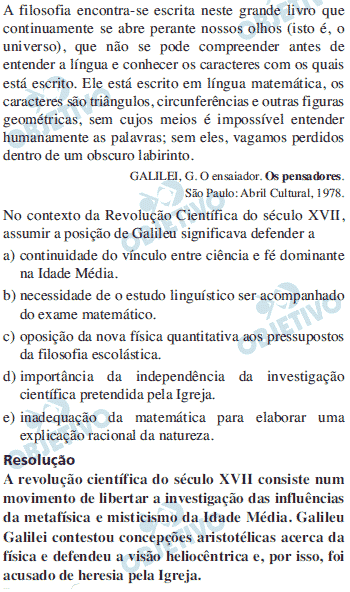 A filosofia encontra-se escrita neste grande livro que
continuamente se abre perante nossos olhos (isto é, o
universo), que não se pode compreender antes de
entender a língua e conhecer os caracteres com os quais
está escrito. Ele está escrito em língua matemática, os
caracteres são triângulos, circunferências e outras figuras
geométricas, sem cujos meios é impossível entender
humanamente as palavras; sem eles, vagamos perdidos
dentro de um obscuro labirinto.
GALILEI, G. O ensaiador. Os pensadores.
São Paulo: Abril Cultural, 1978.
No contexto da Revolução Científica do século XVII,
assumir a posição de Galileu significava defender a
a) continuidade do vínculo entre ciência e fé dominante
na Idade Média.
b) necessidade de o estudo linguístico ser acompanhado
do exame matemático.
c) oposição da nova física quantitativa aos pressupostos
da filosofia escolástica.
d) importância da independência da investigação
científica pretendida pela Igreja.
e) inadequação da matemática para elaborar uma
explicação racional da natureza.
Resolução
A revolução científica do século XVII consiste num
movimento de libertar a investigação das influências
da metafísica e misticismo da Idade Média. Galileu
Galilei contestou concepções aristotélicas acerca da
física e defendeu a visão heliocêntrica e, por isso, foi
acusado de heresia pela Igreja.
OBJETIVO
OBJETIVO
OBJETIVO
OBJETIVO
OBJETIVO
OBJETIVO